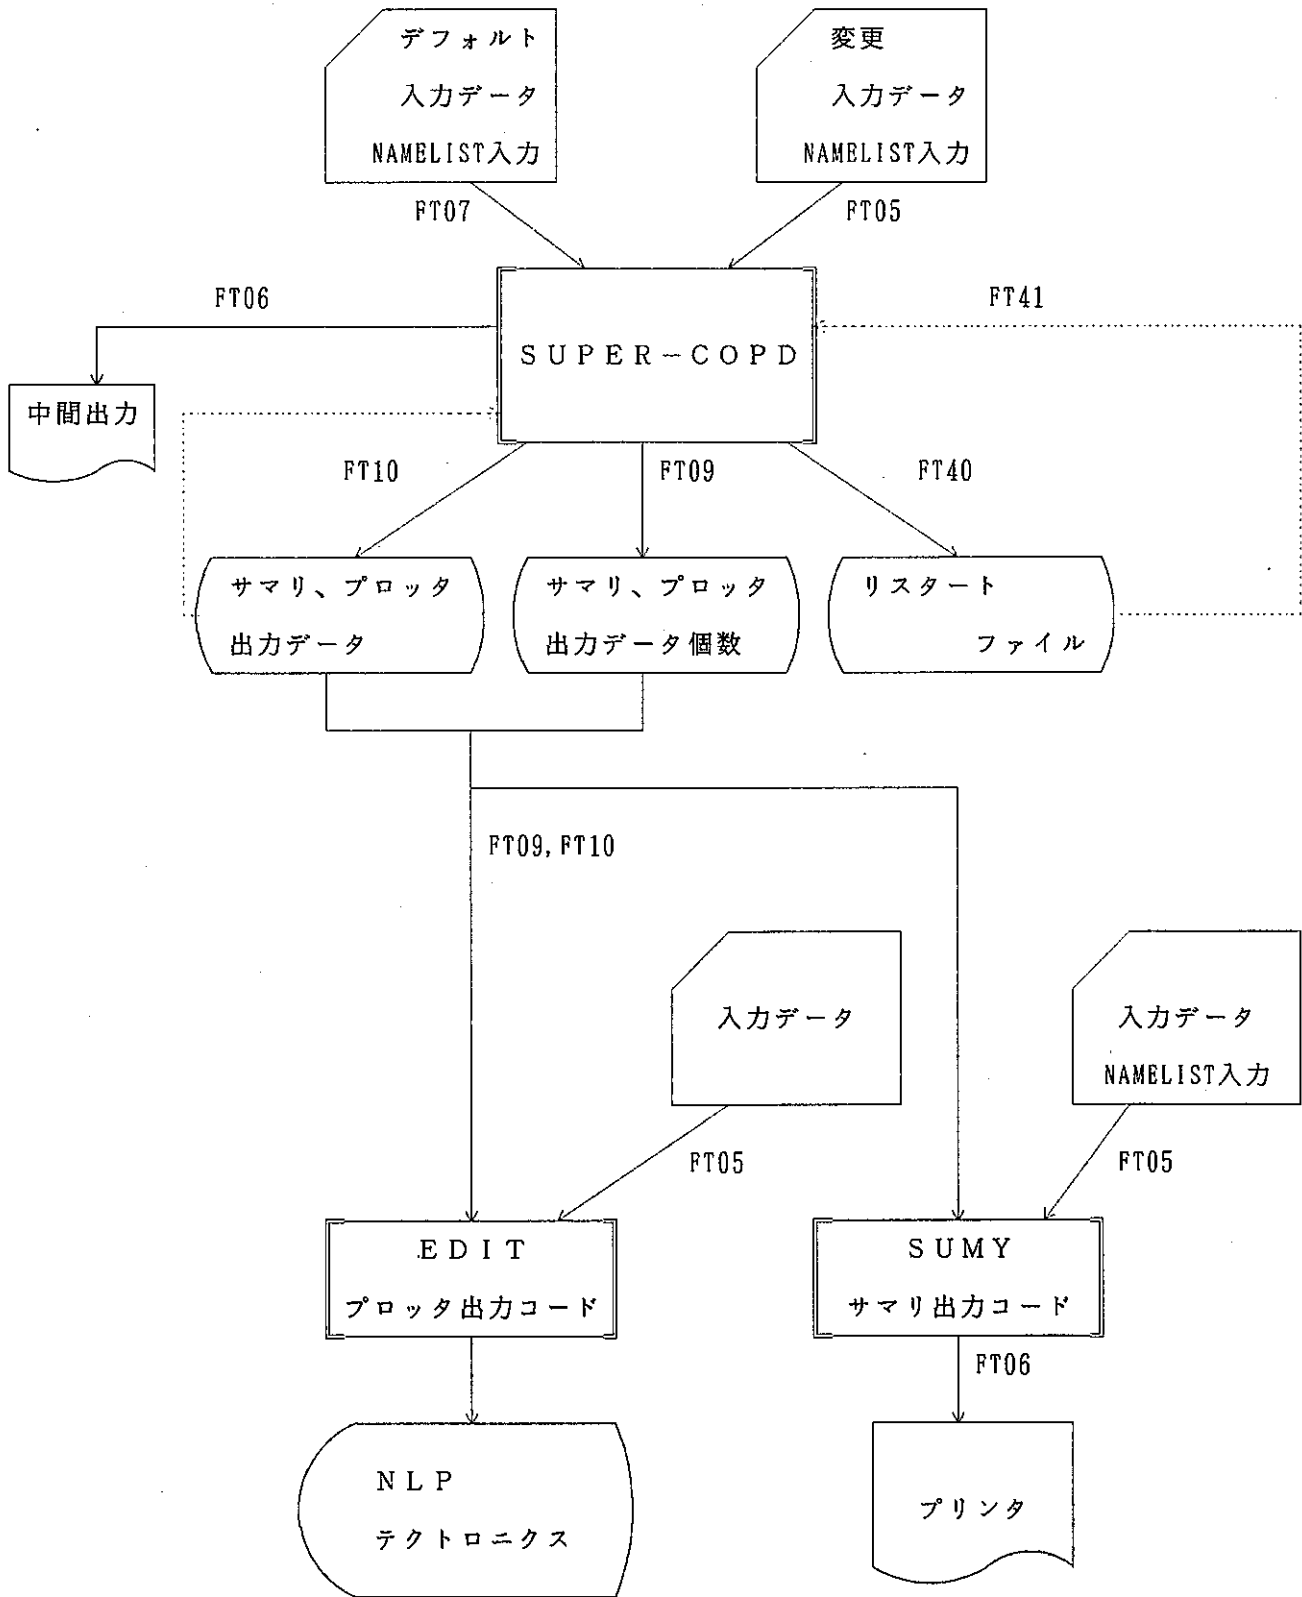 デフォルト
入力データ
NAMELIST入力
変更
入力データ
NAMELIST入力
FT07
FT05
FT06
FT41
SUPER-COPD
中間出力
FT10
FT09
FT40
サマリ、プロッタ
出力データ
サマリ、プロッタ
出力データ個数
リスタート
ファイル
FT09, FT10
入力データ
入力データ
NAMELIST入力
FT05
FT05
EDIT
プロッタ出力コード
SUMY
サマリ出力コード
FT06
NLP
テクトロニクス
プリンタ